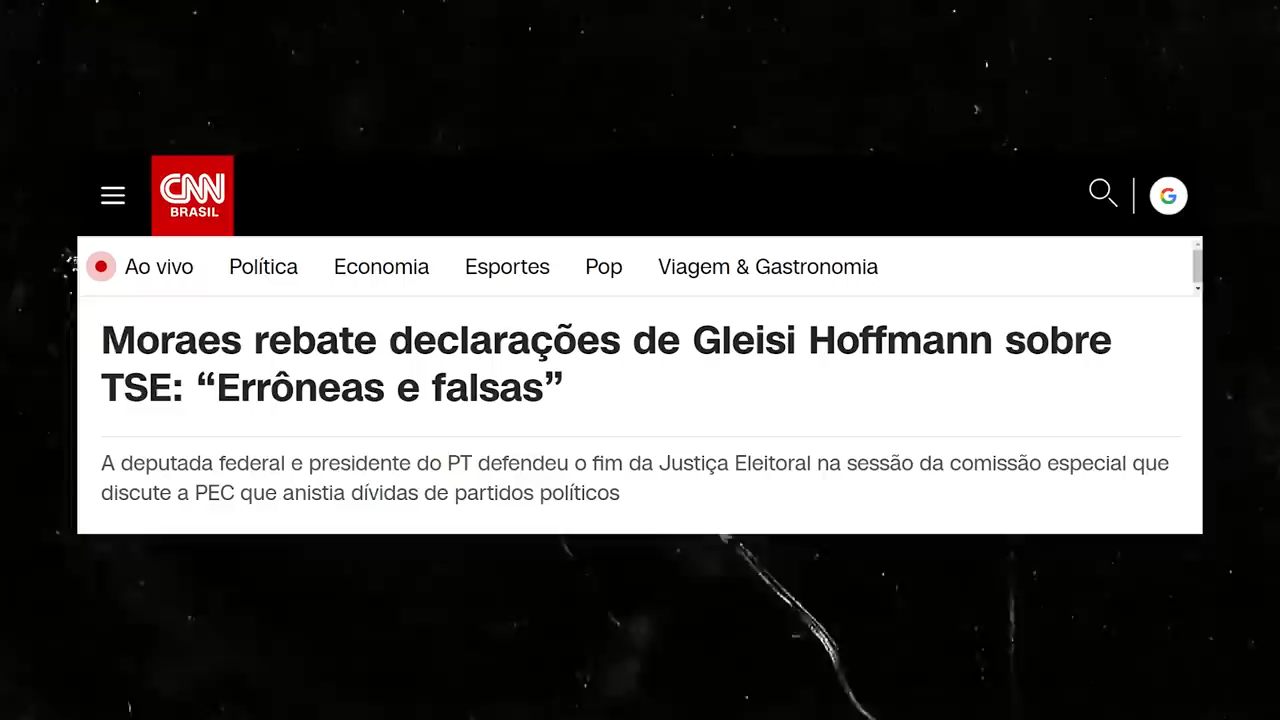 CNN
BRASIL
G
Ao vivo Política Economia Esportes Pop Viagem & Gastronomia
Moraes rebate declarações de Gleisi Hoffmann sobre
TSE: “Errôneas e falsas”
A deputada federal e presidente do PT defendeu o fim da Justiça Eleitoral na sessão da comissão especial que
discute a PEC que anistia dívidas de partidos políticos